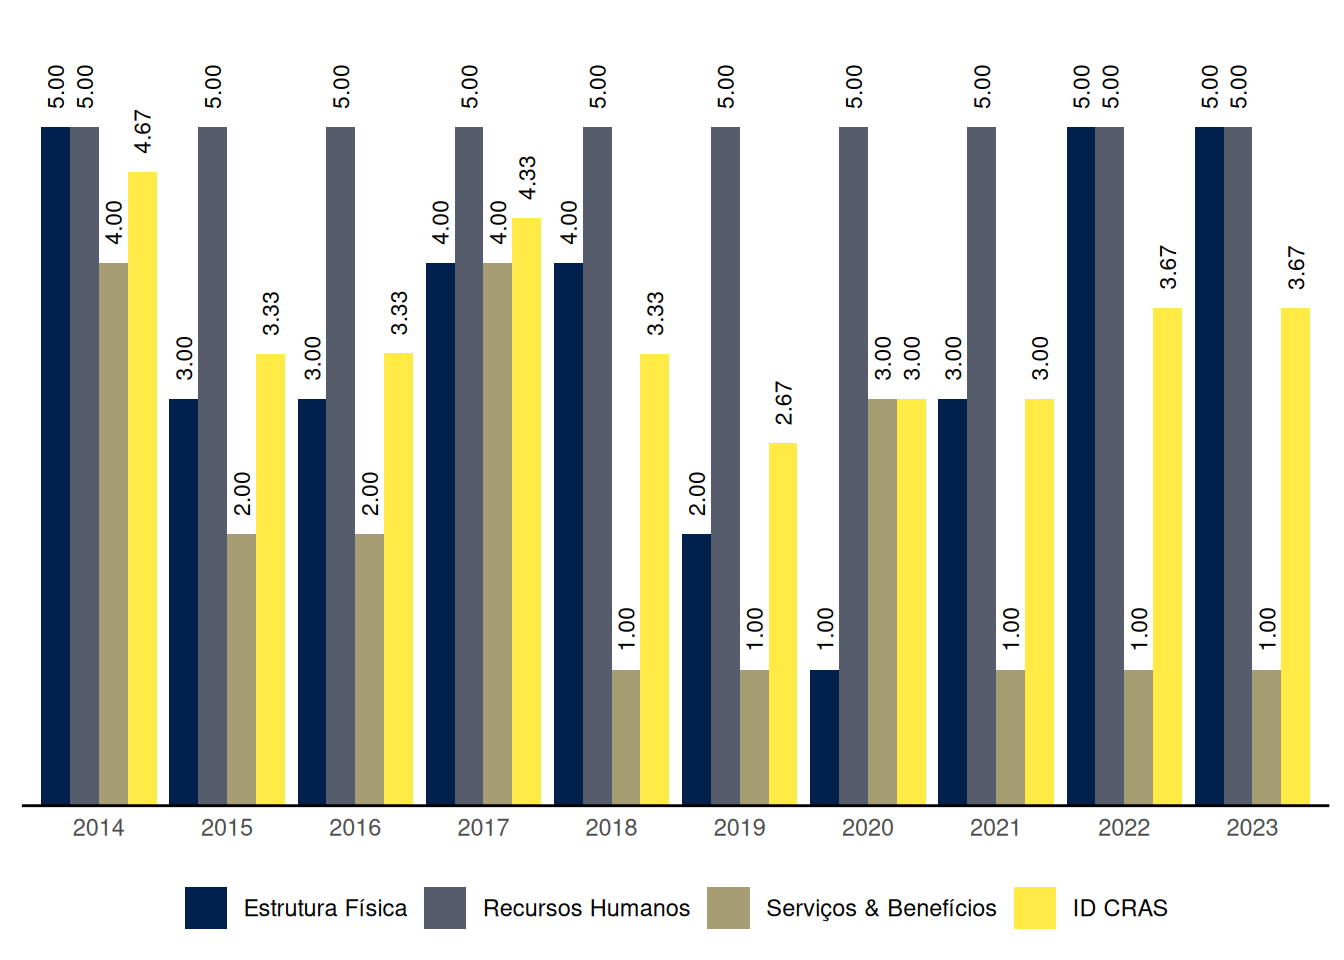 5.00 5.00 4.00 4.67
3.00 5.00 2.00 3.33
3.00 5.00 2.00 3.33
4.00 5.00 4.00 4.33
4.00 5.00 1.00 3.33
2.00 5.00 1.00 2.67
1.00 5.00 3.00 3.00
3.00 5.00 1.00 3.00
5.00 5.00 1.00 3.67
5.00 5.00 1.00 3.67
2014 2015 2016 2017 2018 2019 2020 2021 2022 2023
Estrutura Física Recursos Humanos Serviços & Benefícios ID CRAS